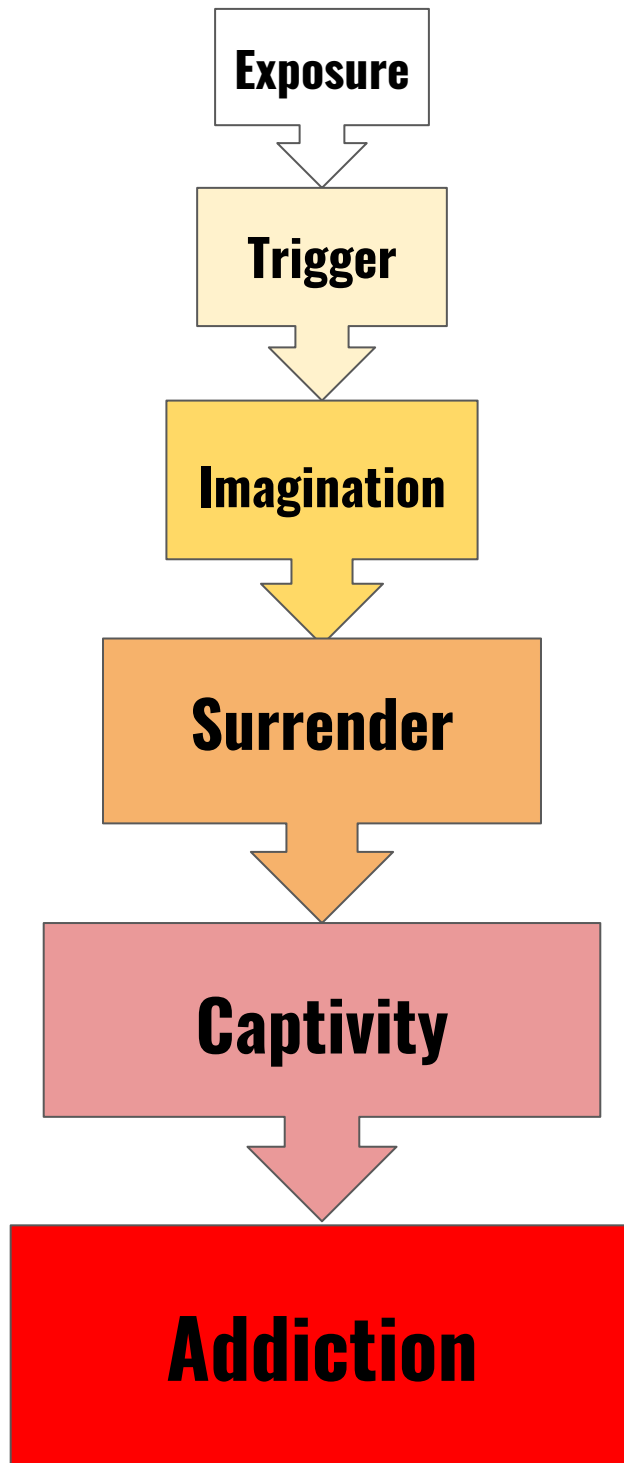 Exposure
Trigger
Imagination
Surrender
Captivity
Addiction